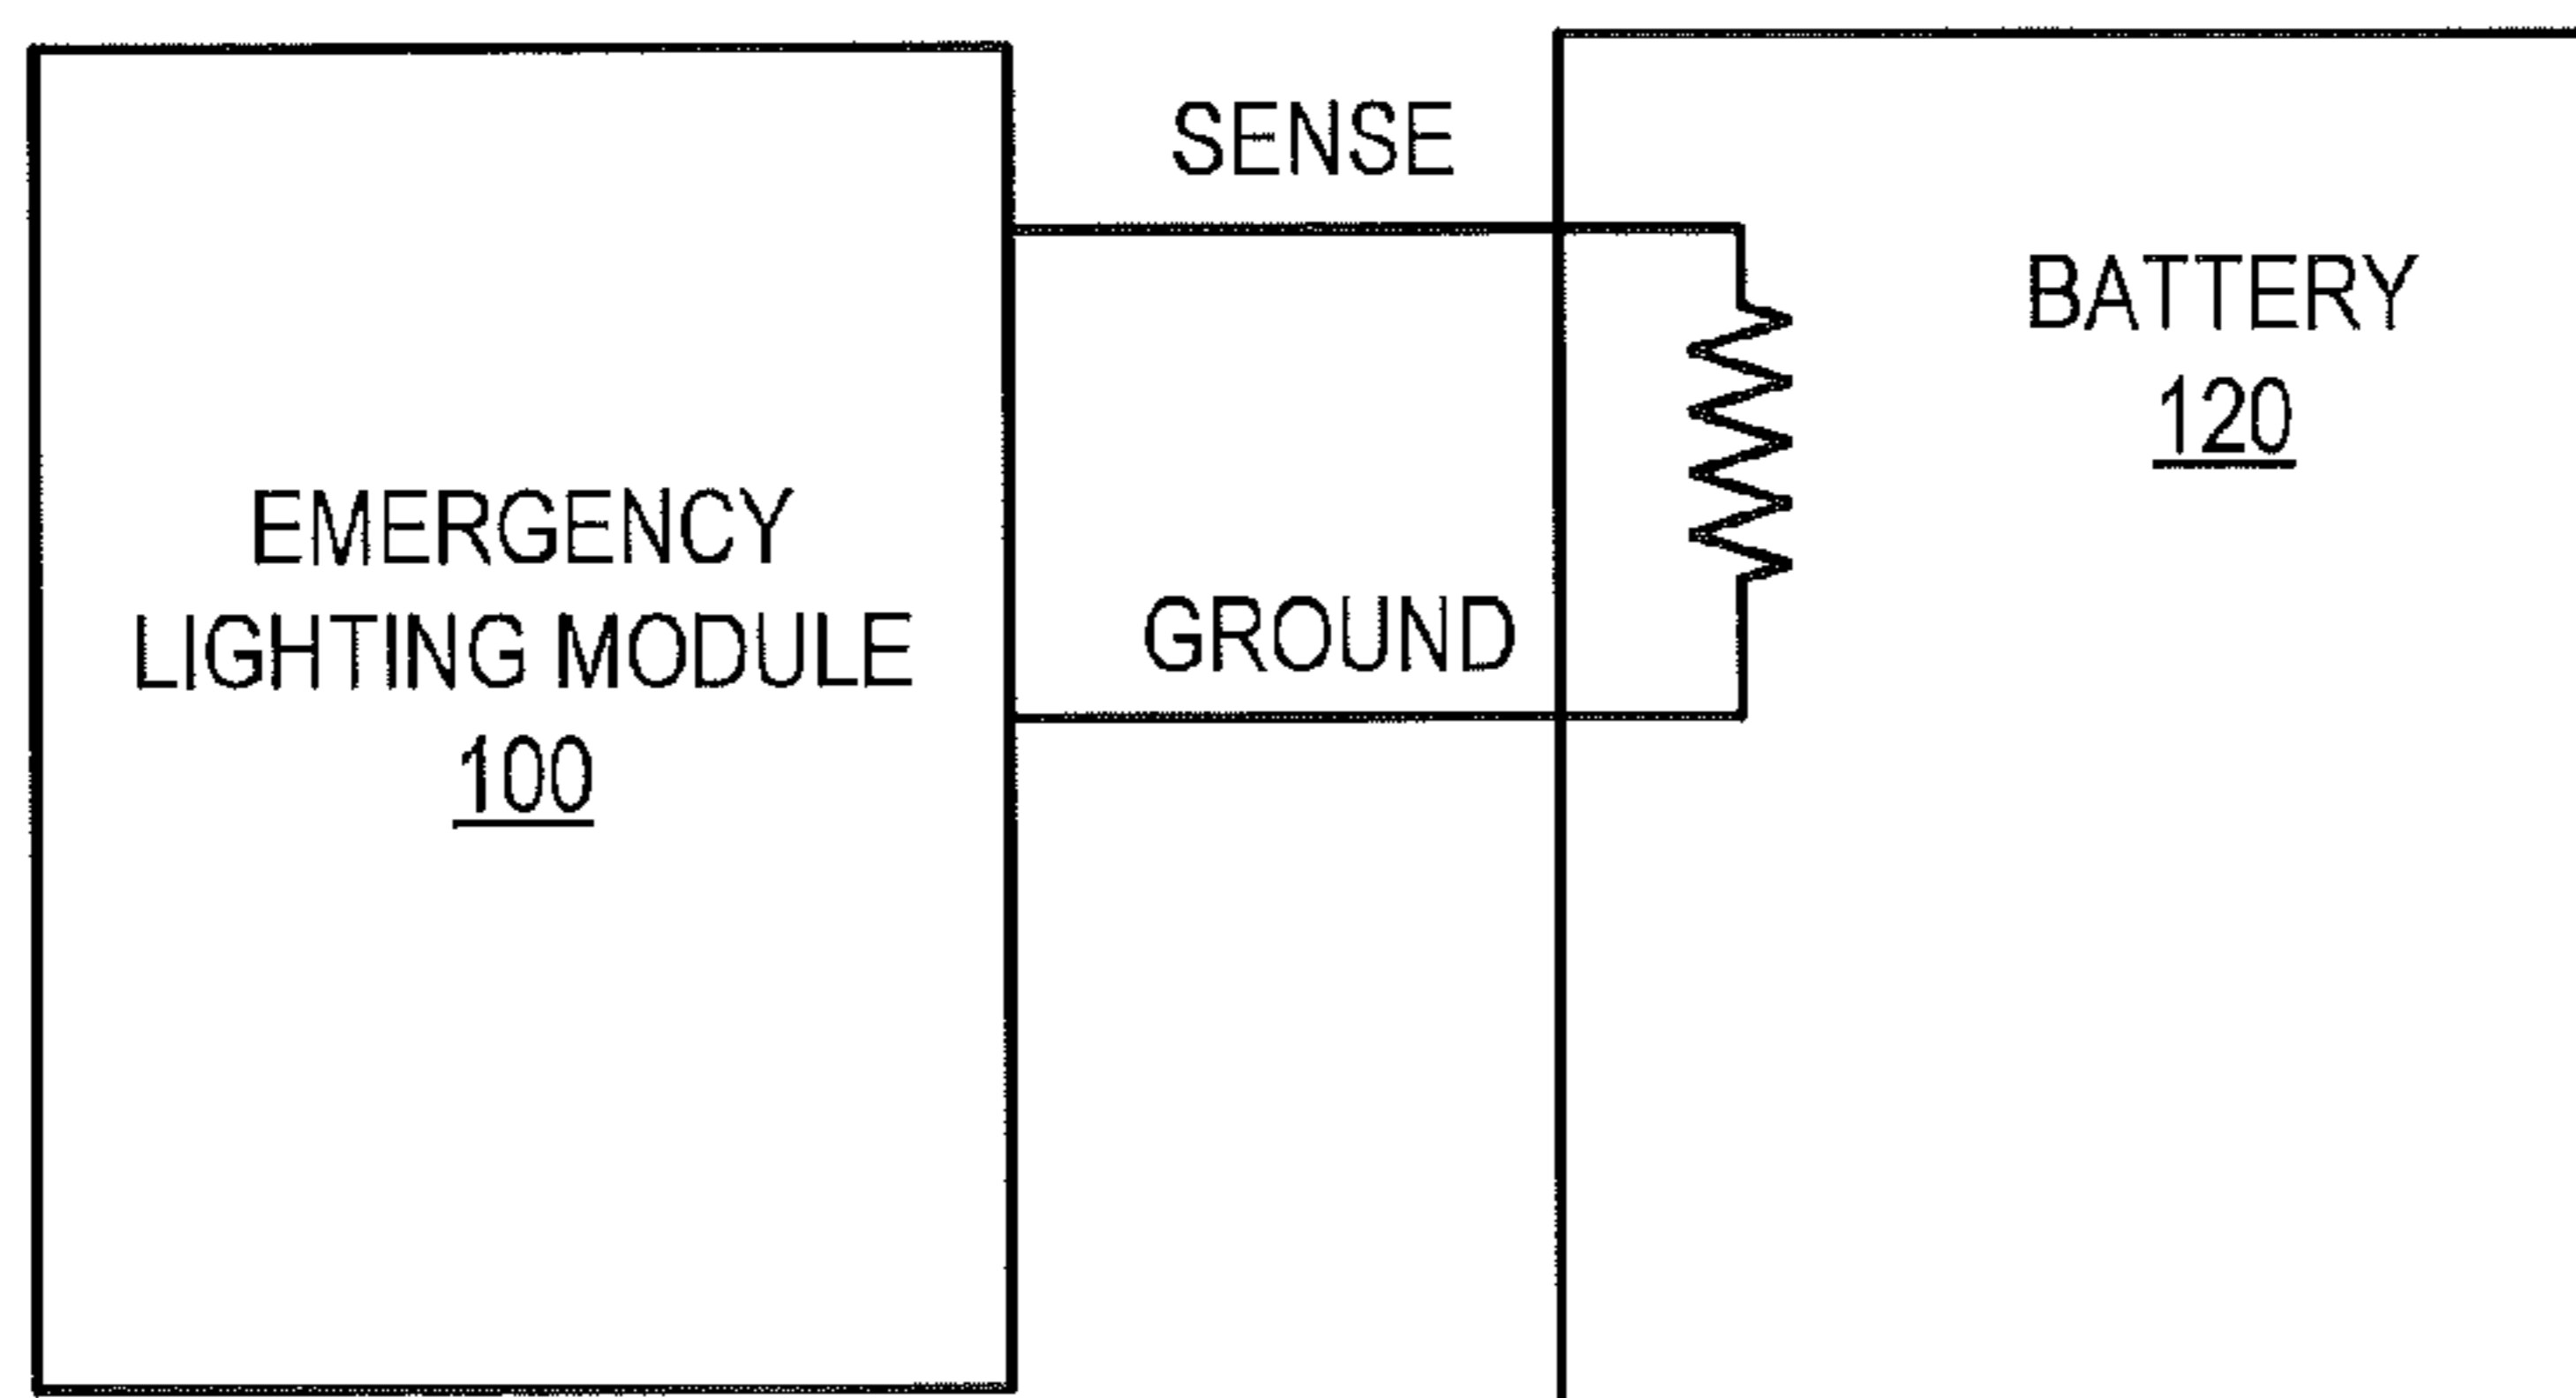 SENSE
BATTERY
120
EMERGENCY
LIGHTING MODULE
100
GROUND